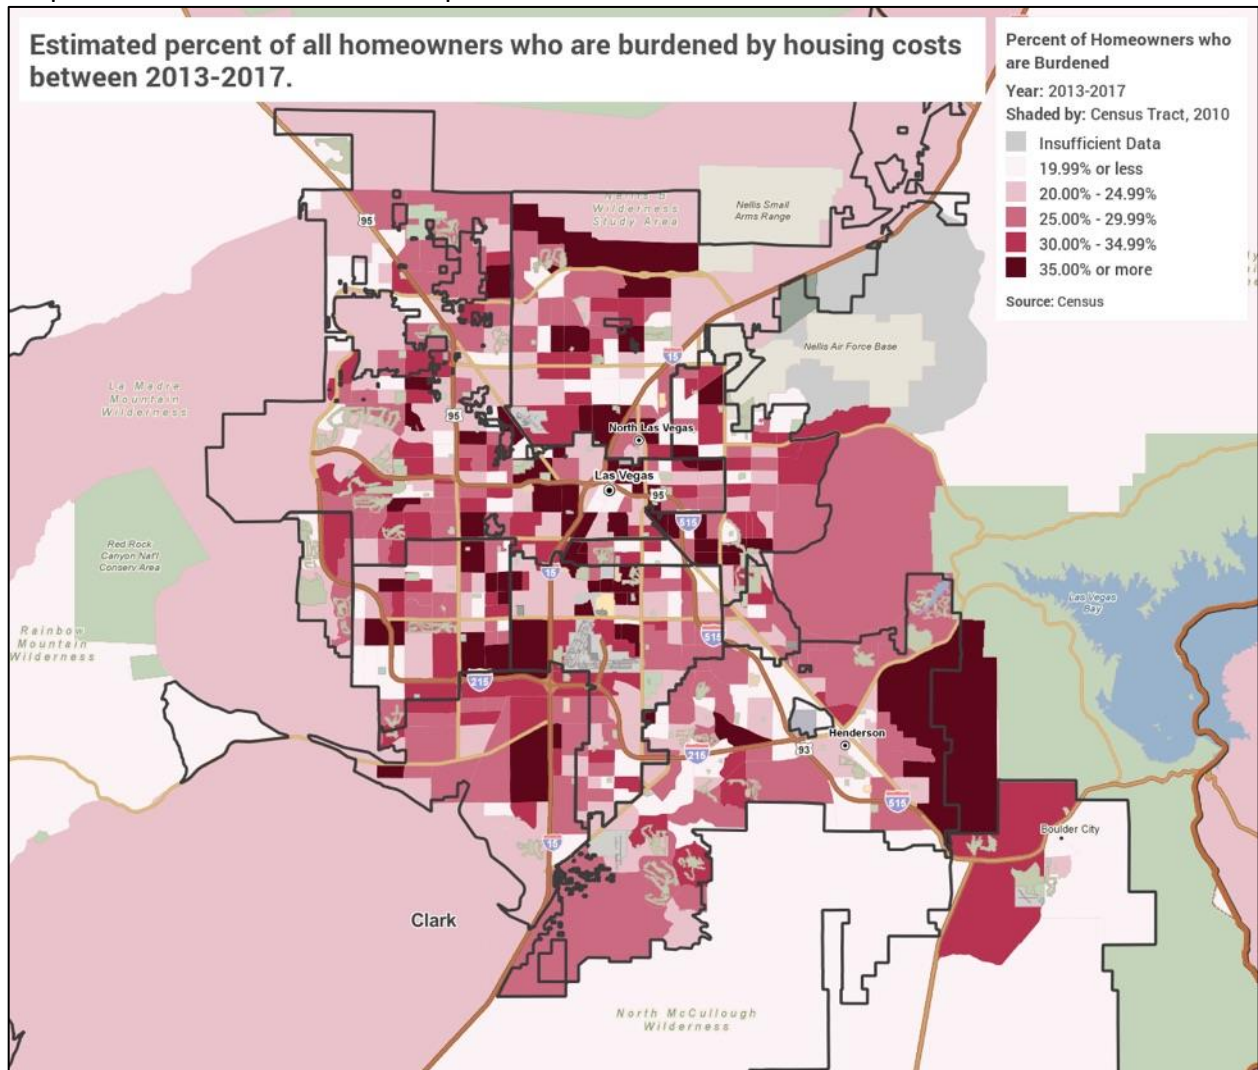 Estimated percent of all homeowners who are burdened by housing costs
between 2013-2017.
Percent of Homeowners who
are Burdened
Year: 2013-2017
Shaded by: Census Tract, 2010
Insufficient Data
19.99% or less
20.00% - 24.99%
25.00% - 29.99%
30.00% - 34.99%
35.00% or more
Source: Census
Wilderness
Study Area
Nellis Small
Arms Range
95
Nellis Air Force Base
15
La Madre
Mountain
Wilderness
95
North Las Vegas
Las Vegas
95
515
Red Rock
Canyon Nat'l
Conserv Area
15
Las Vegas
Bay
Rainbow
Mountain
Wilderness
515
215
Henderson
93
215
515
Boulder City
15
Clark
North McCullough
Wilderness